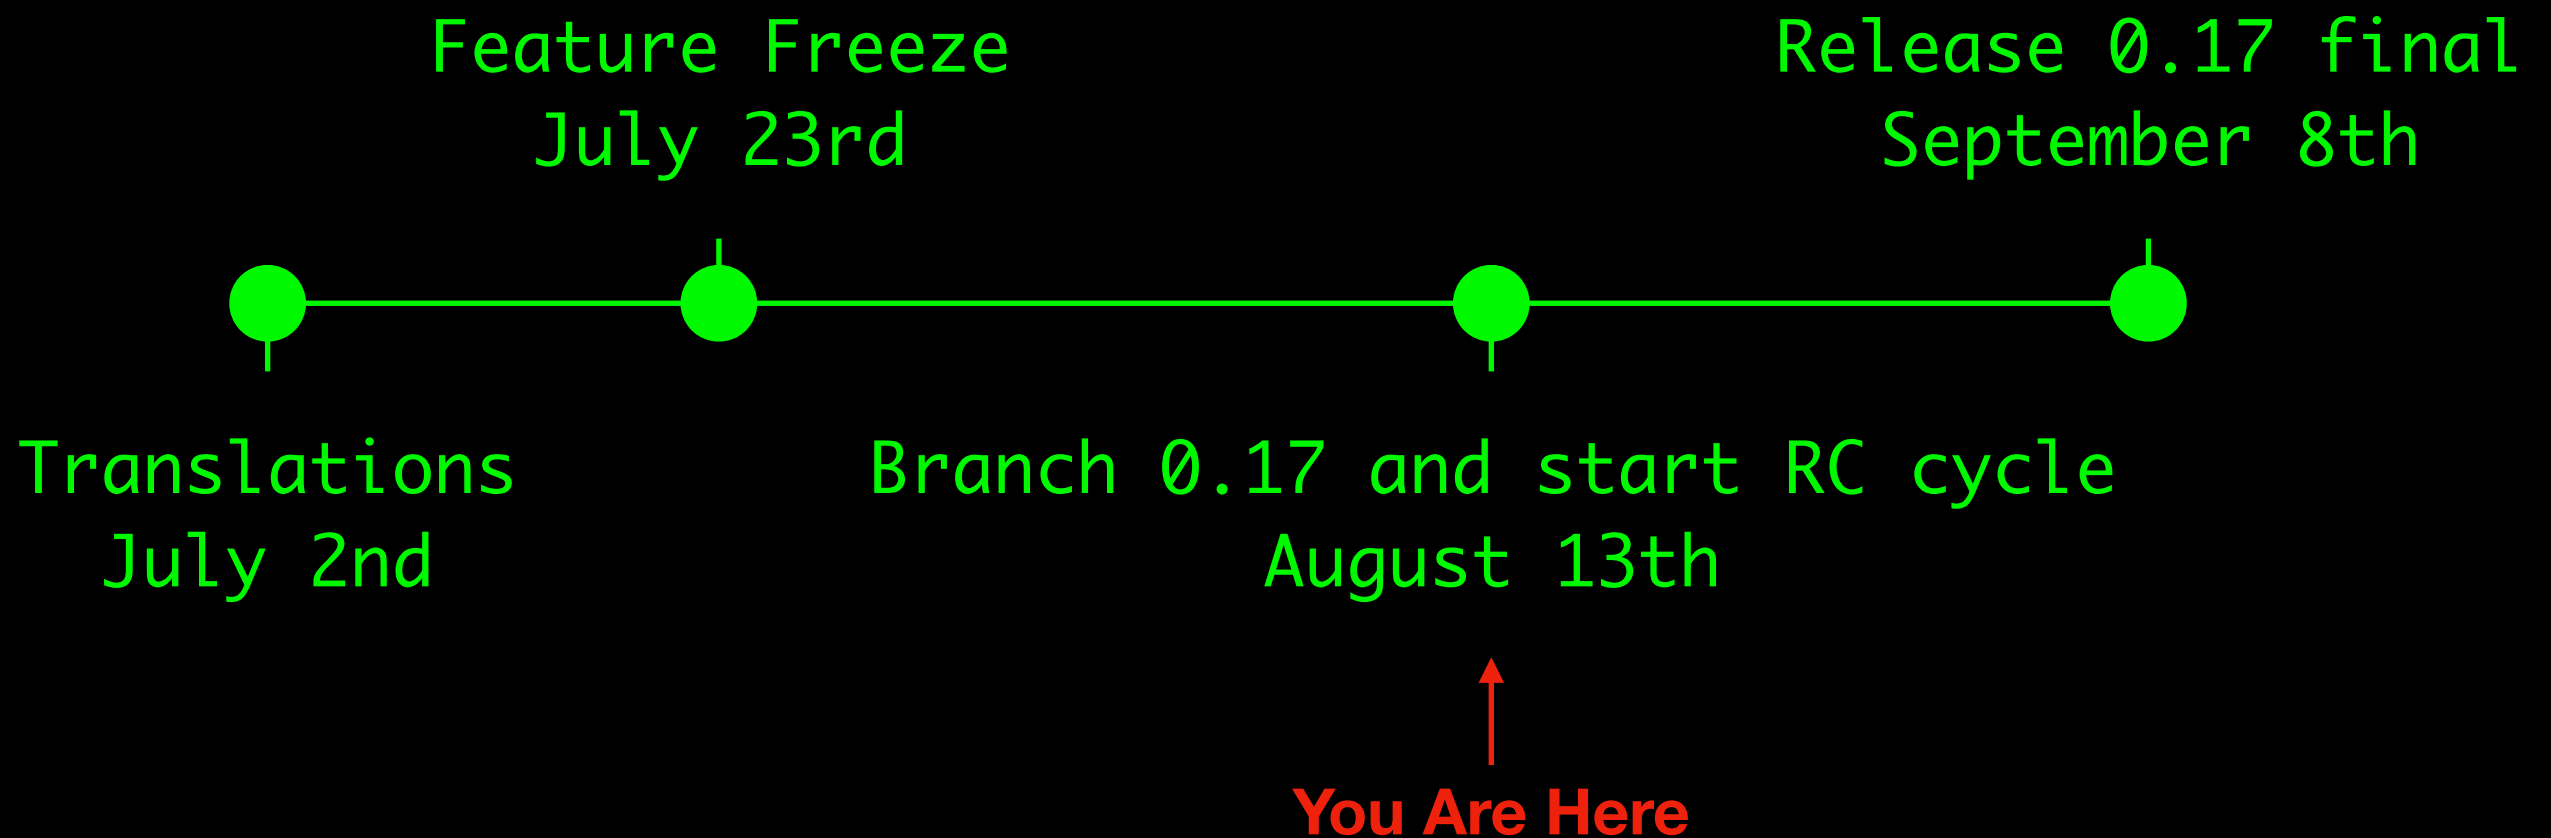 Feature Freeze
July 23rd
Release 0.17 final
September 8th
Translations
July 2nd
Branch 0.17 and start RC cycle
August 13th
You Are Here